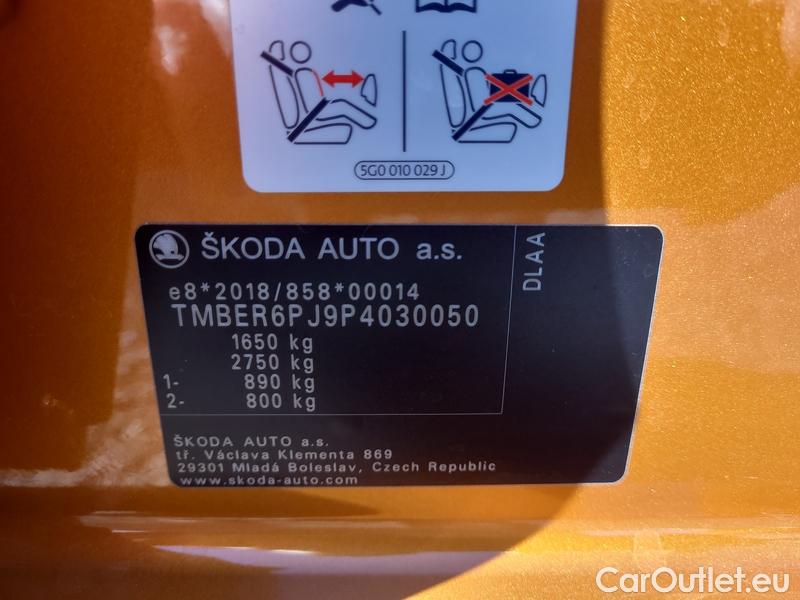 5G0 010 029 J
ŠKODA AUTO a.s.
DLAA
e8*2018/858*00014
TMBER6PJ9P4030050
1650 kg
2750 kg
1- 890 kg
2- 800 kg
ŠKODA AUTO a.s.
tř. Václava Klementa 869
29301 Mladá Boleslav, Czech Republic
www.skoda-auto.com
CarOutlet.eu